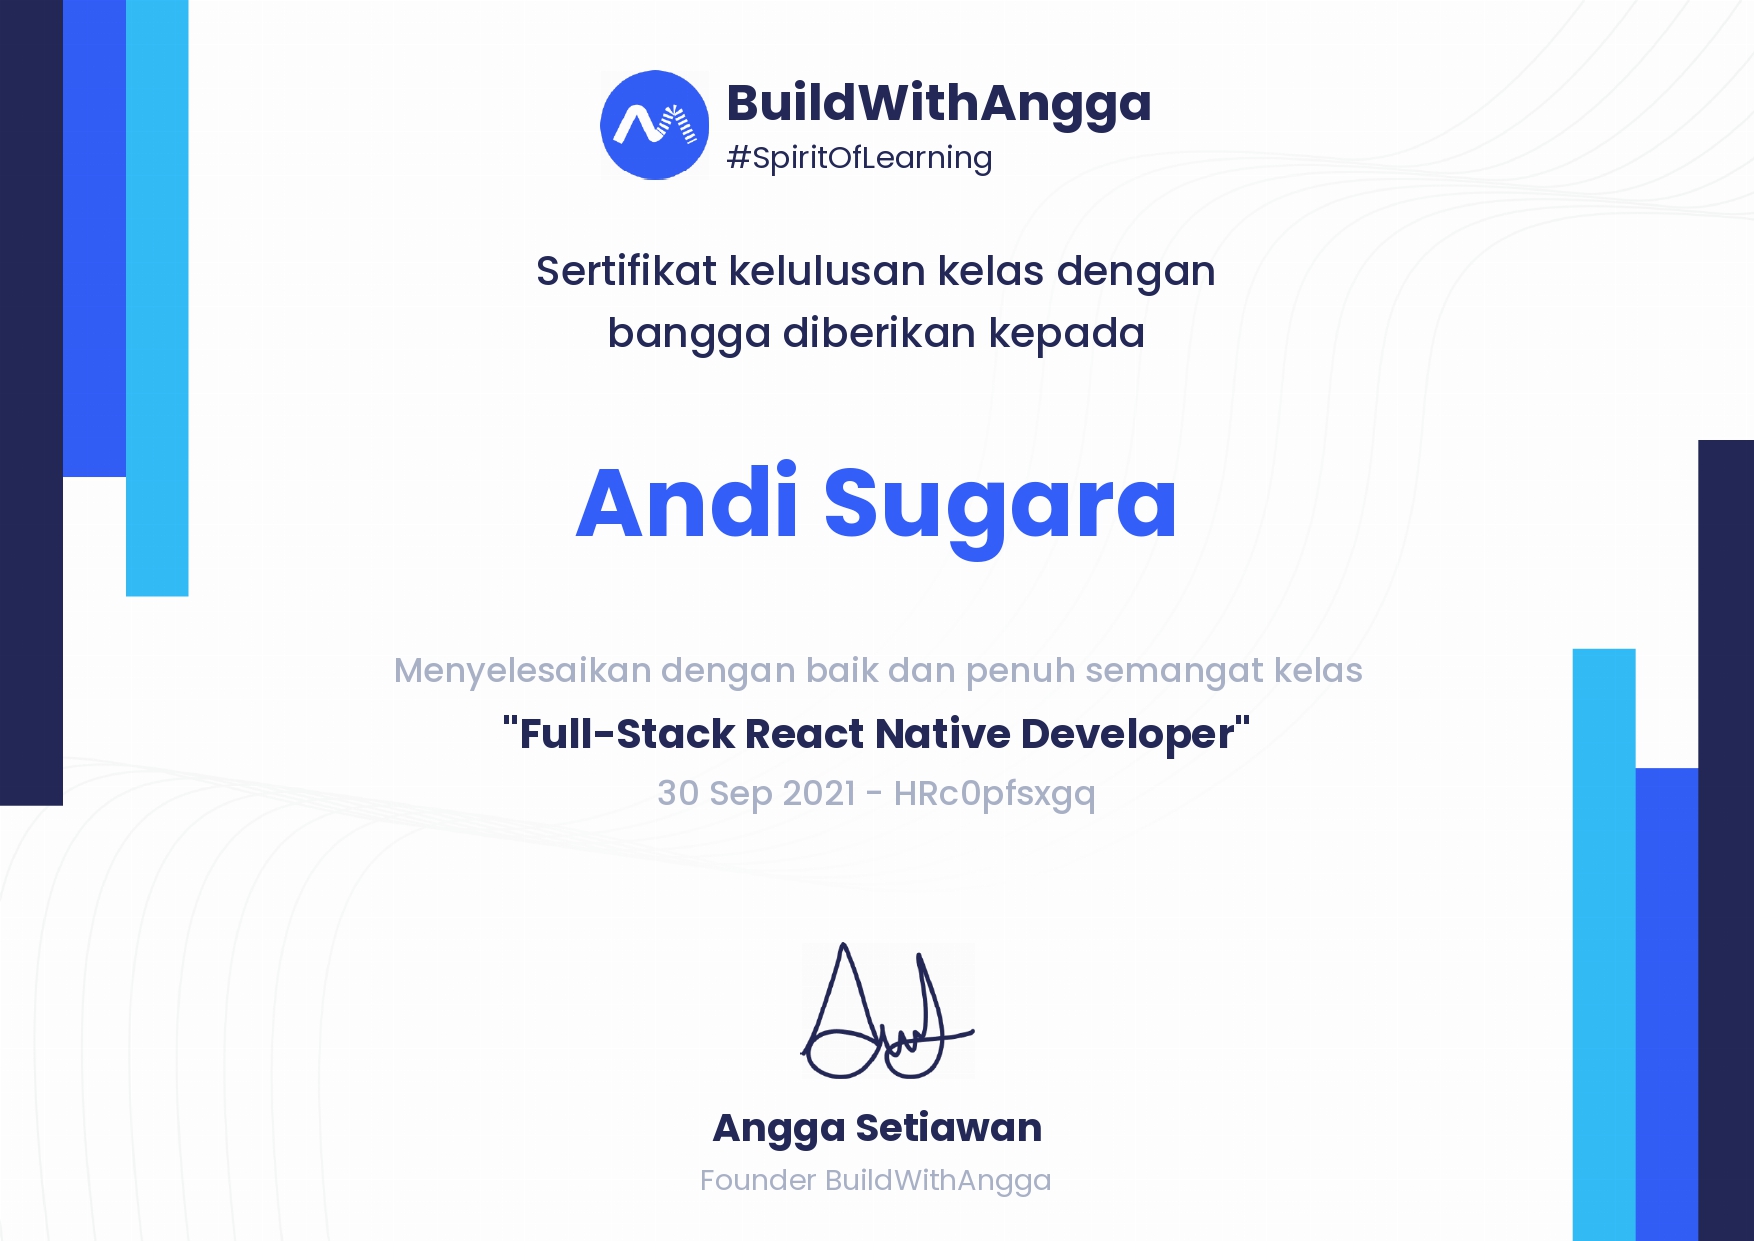 BuildWithAngga
#SpiritOfLearning
Sertifikat kelulusan kelas dengan
bangga diberikan kepada
Andi Sugara
Menyelesaikan dengan baik dan penuh semangat kelas
"Full-Stack React Native Developer"
30 Sep 2021 - HRc0pfsxgq
Angga Setiawan
Founder BuildWithAngga